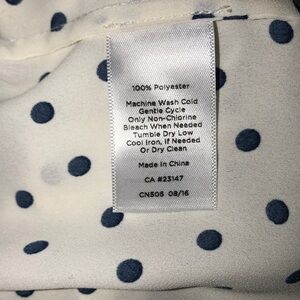 100% Polyester
Machine Wash Cold
Gentle Cycle
Only Non-Chlorine
Bleach When Needed
Tumble Dry Low
Cool Iron, If Needed
Or Dry Clean
Made in China
CA #23147
CN505 08/16